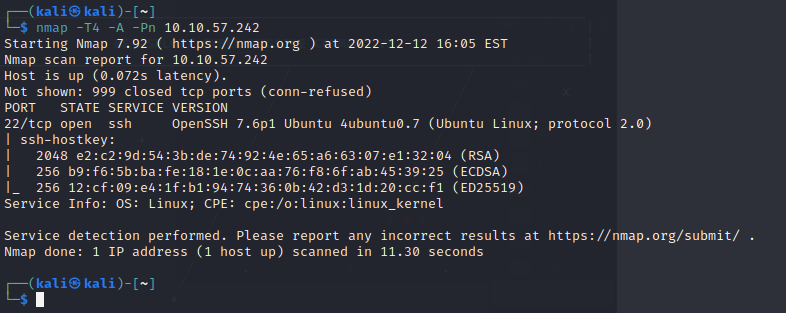 ┌──(kali㉿kali)-[~]
└─$ nmap -T4 -A -Pn 10.10.57.242
Starting Nmap 7.92 ( https://nmap.org ) at 2022-12-12 16:05 EST
Nmap scan report for 10.10.57.242
Host is up (0.072s latency).
Not shown: 999 closed tcp ports (conn-refused)
PORT   STATE SERVICE VERSION
22/tcp open  ssh     OpenSSH 7.6p1 Ubuntu 4ubuntu0.7 (Ubuntu Linux; protocol 2.0)
| ssh-hostkey:
|   2048 e2:c2:9d:54:3b:de:74:92:4e:65:a6:63:07:e1:32:04 (RSA)
|   256 b9:f6:5b:ba:fe:18:1e:0c:aa:76:f8:6f:ab:45:39:25 (ECDSA)
|_  256 12:cf:09:e4:1f:b1:94:74:36:0b:42:d3:1d:20:cc:f1 (ED25519)
Service Info: OS: Linux; CPE: cpe:/o:linux:linux_kernel
Service detection performed. Please report any incorrect results at https://nmap.org/submit/ .
Nmap done: 1 IP address (1 host up) scanned in 11.30 seconds
┌──(kali㉿kali)-[~]
└─$